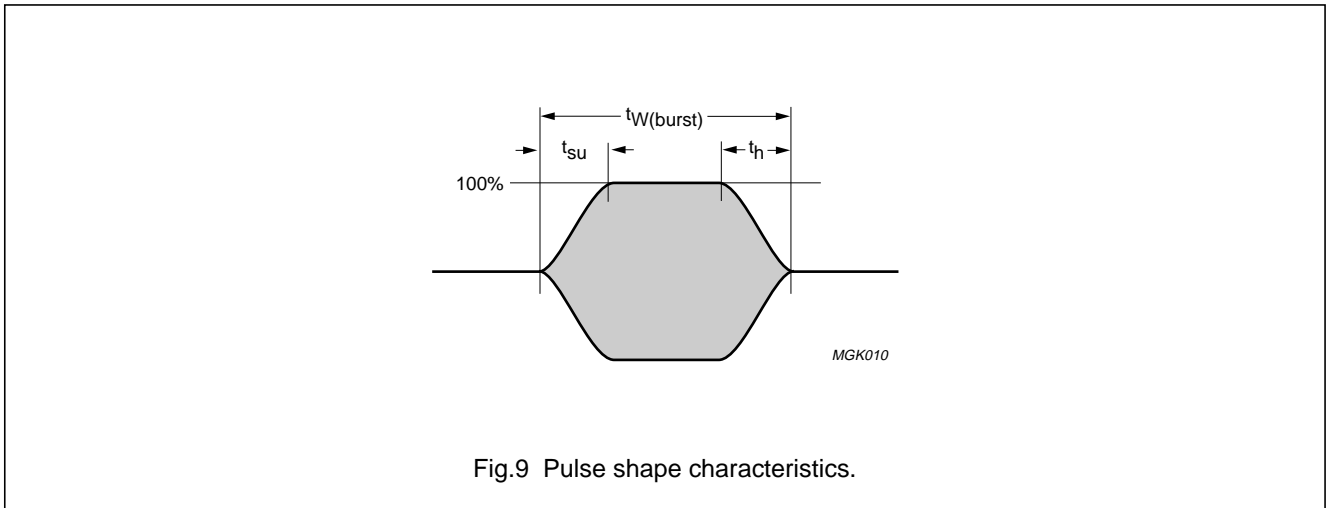 tW(burst)
tsu
th
100%
MGK010
Fig.9 Pulse shape characteristics.